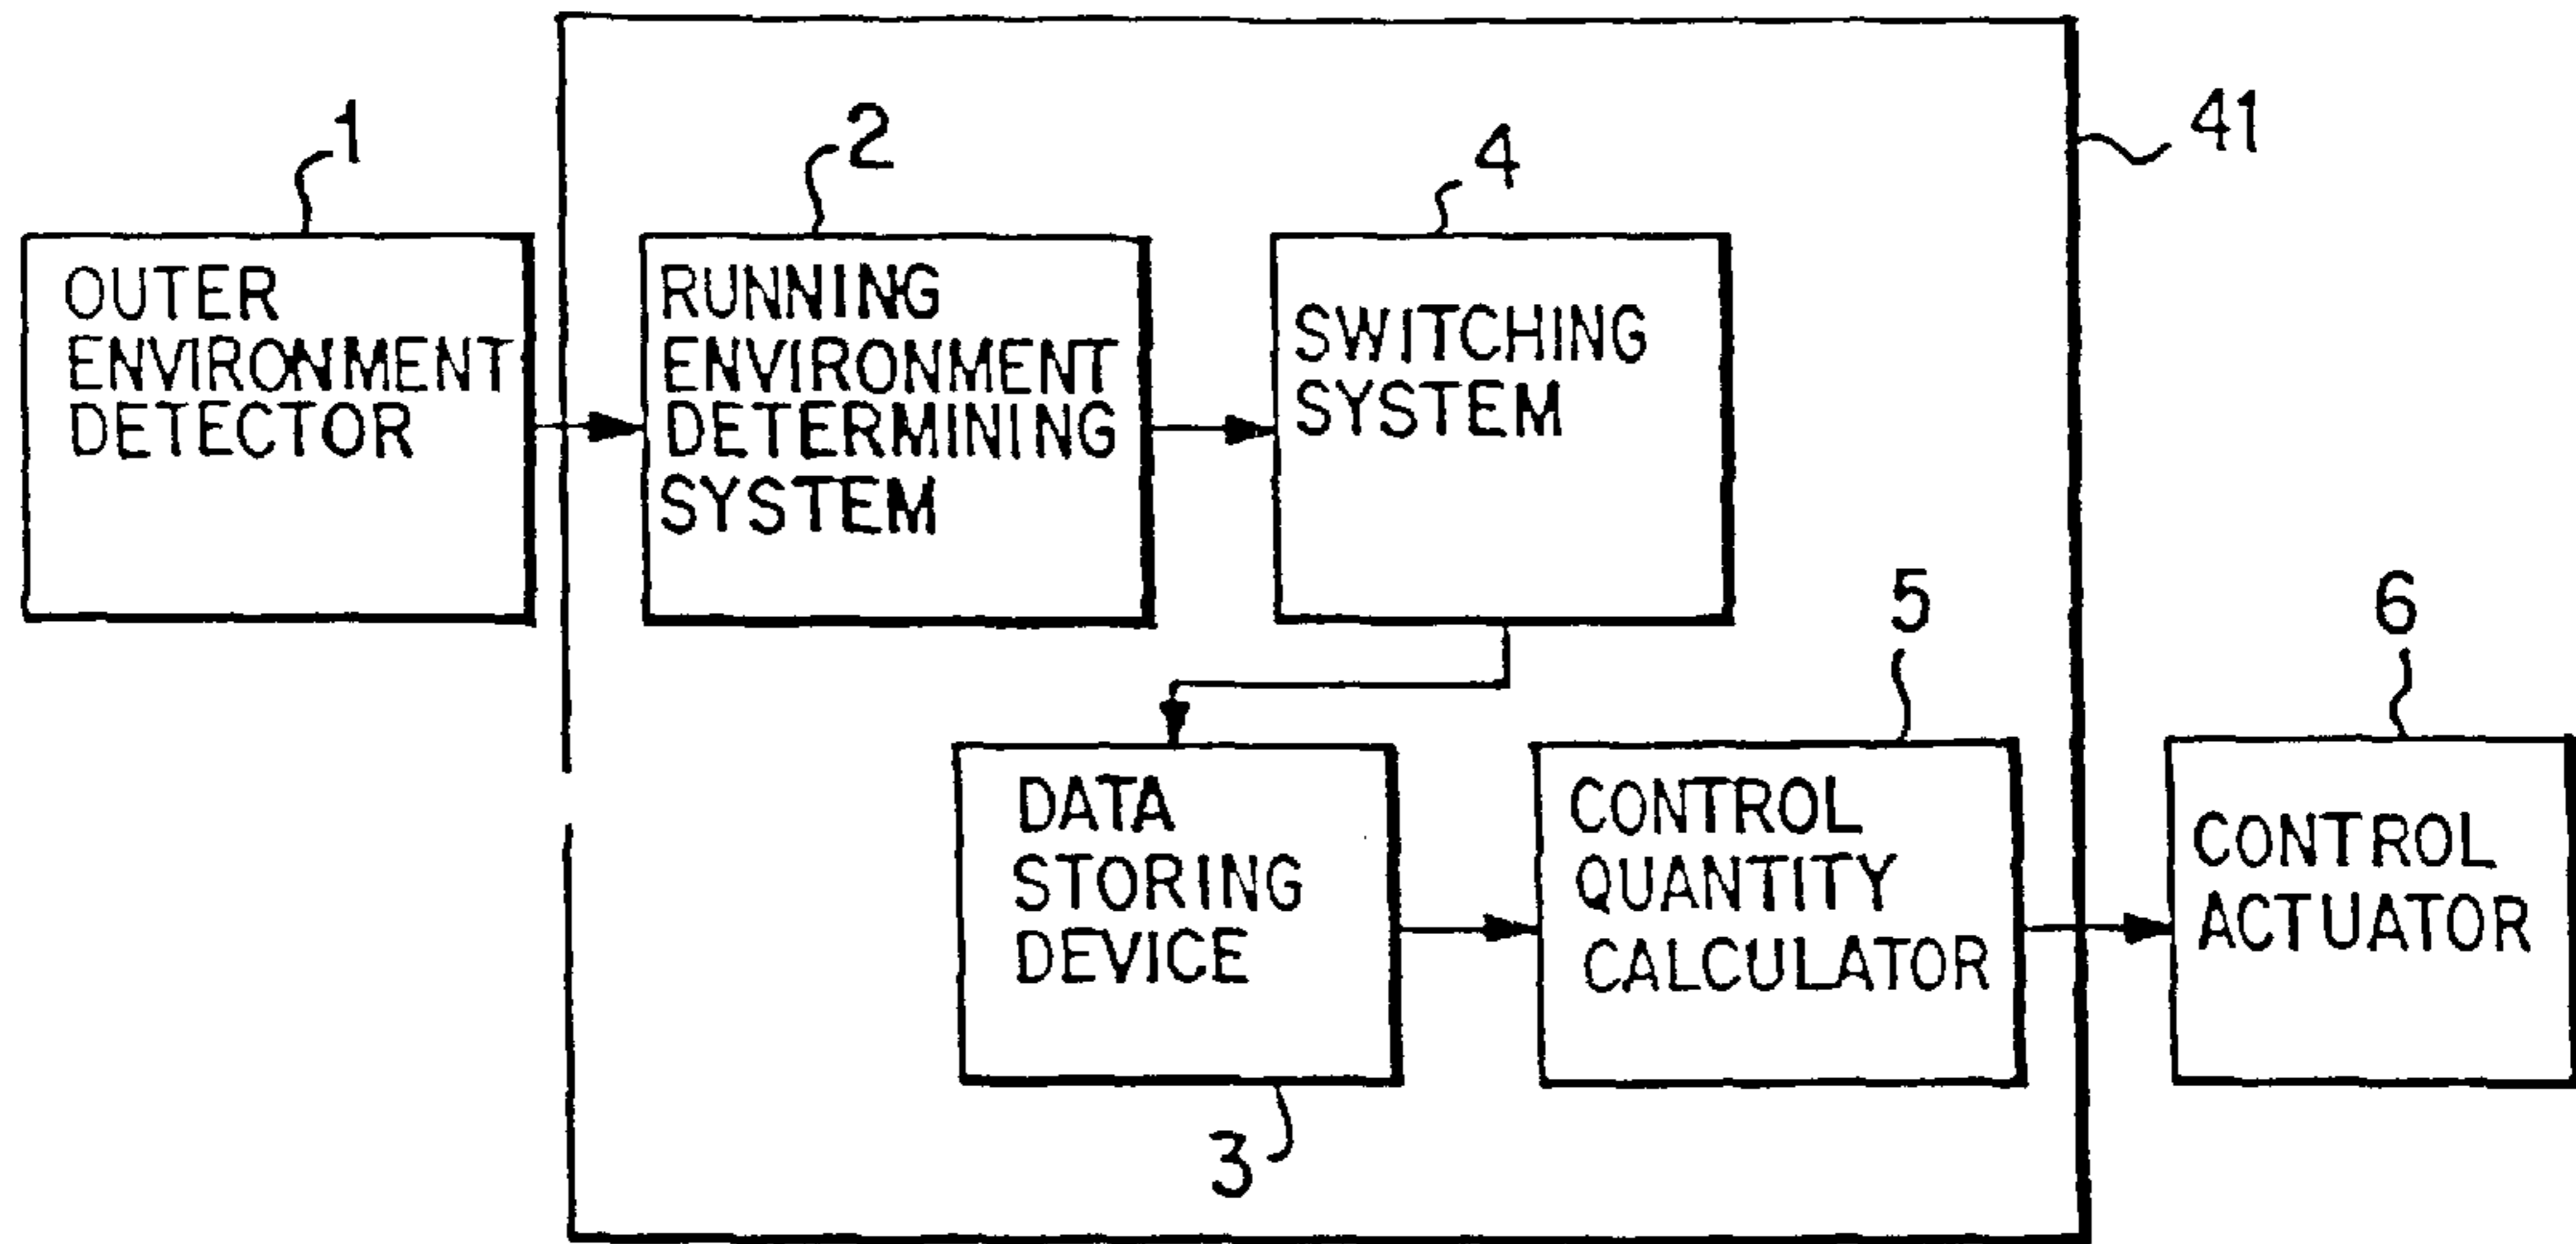 1
2
4
41
OUTER
ENVIRONMENT
DETECTOR
RUNNING
ENVIRONMENT
DETERMINING
SYSTEM
SWITCHING
SYSTEM
5
6
DATA
STORING
DEVICE
CONTROL
QUANTITY
CALCULATOR
CONTROL
ACTUATOR
3